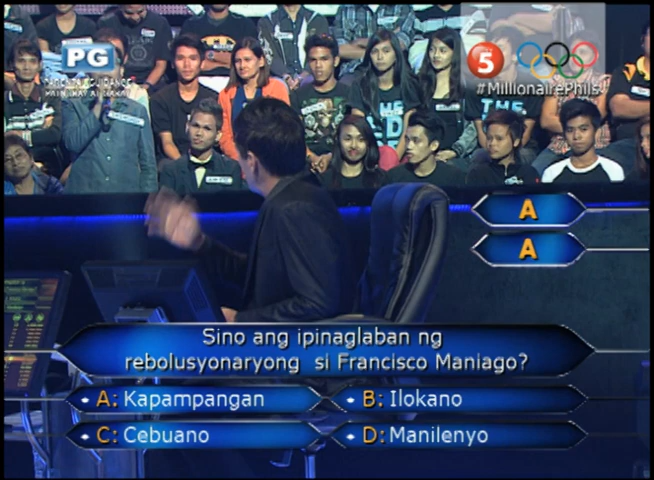 PG
5
#MillionairePhils
A
A
Sino ang ipinaglaban ng
rebolusyonaryong si Francisco Maniago?
A: Kapampangan
B: Ilokano
C: Cebuano
D: Manilenyo